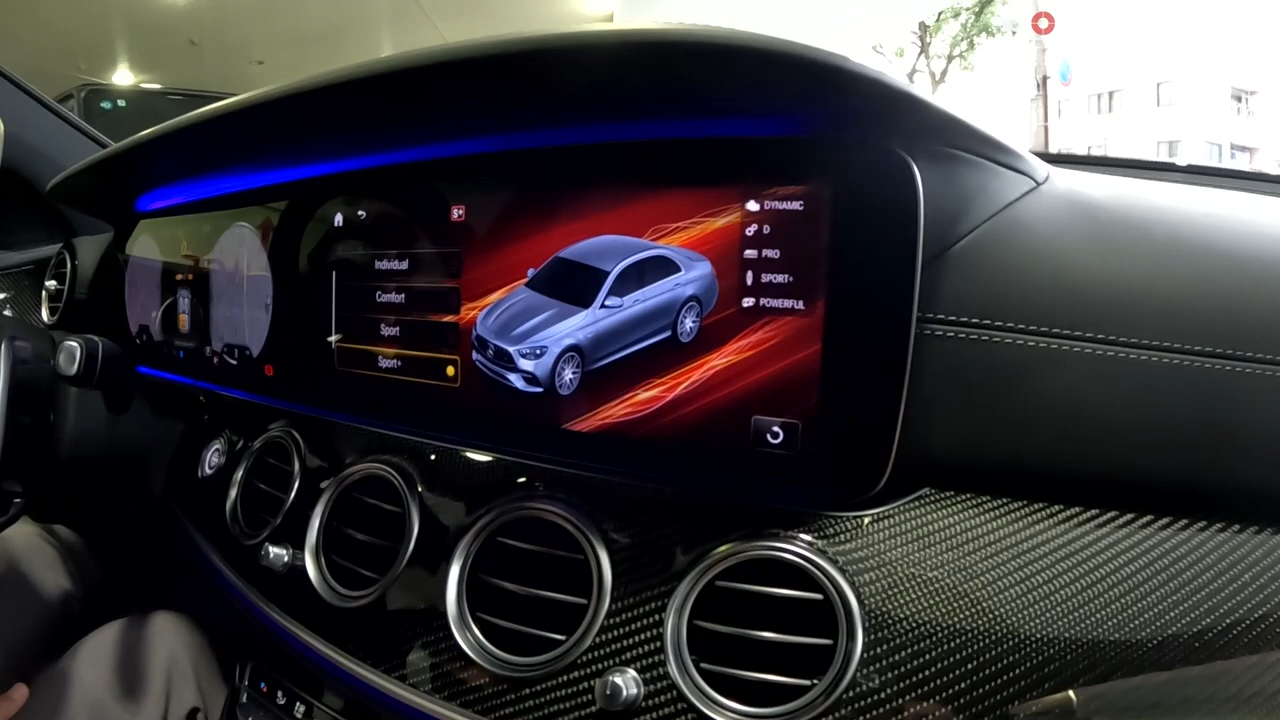 S+
Individual
Comfort
Sport
Sport+
DYNAMIC
D
PRO
SPORT+
POWERFUL